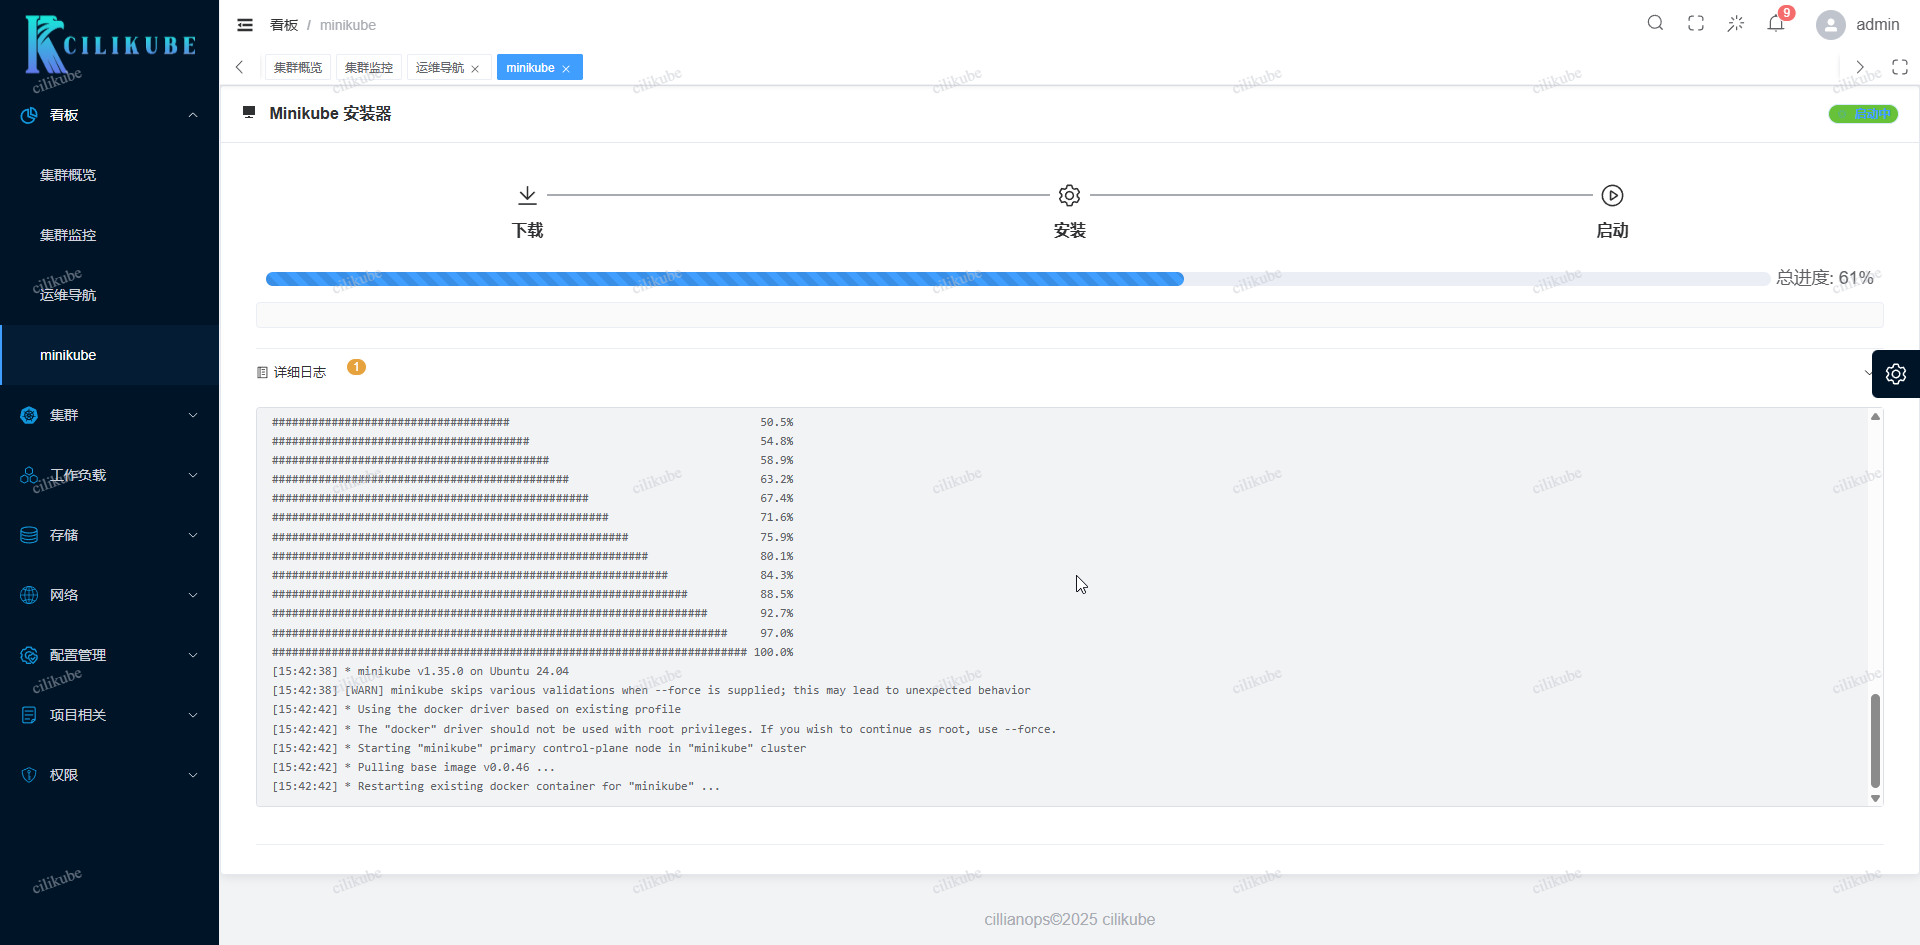 CILIKUBE
看板 / minikube
9
admin
集群概览
集群监控
运维导航
minikube
看板
集群概览
集群监控
运维导航
minikube
集群
工作负载
存储
网络
配置管理
项目相关
权限
Minikube 安装器
启动中
下载
安装
启动
总进度: 61%
详细日志 1
#################################### 50.5%
####################################### 54.8%
########################################## 58.9%
############################################# 63.2%
################################################ 67.4%
################################################### 71.6%
###################################################### 75.9%
######################################################### 80.1%
############################################################ 84.3%
############################################################### 88.5%
################################################################## 92.7%
##################################################################### 97.0%
######################################################################## 100.0%
[15:42:38] * minikube v1.35.0 on Ubuntu 24.04
[15:42:38] [WARN] minikube skips various validations when --force is supplied; this may lead to unexpected behavior
[15:42:42] * Using the docker driver based on existing profile
[15:42:42] * The "docker" driver should not be used with root privileges. If you wish to continue as root, use --force.
[15:42:42] * Starting "minikube" primary control-plane node in "minikube" cluster
[15:42:42] * Pulling base image v0.0.46 ...
[15:42:42] * Restarting existing docker container for "minikube" ...
cillianops©2025 cilikube
cilikube